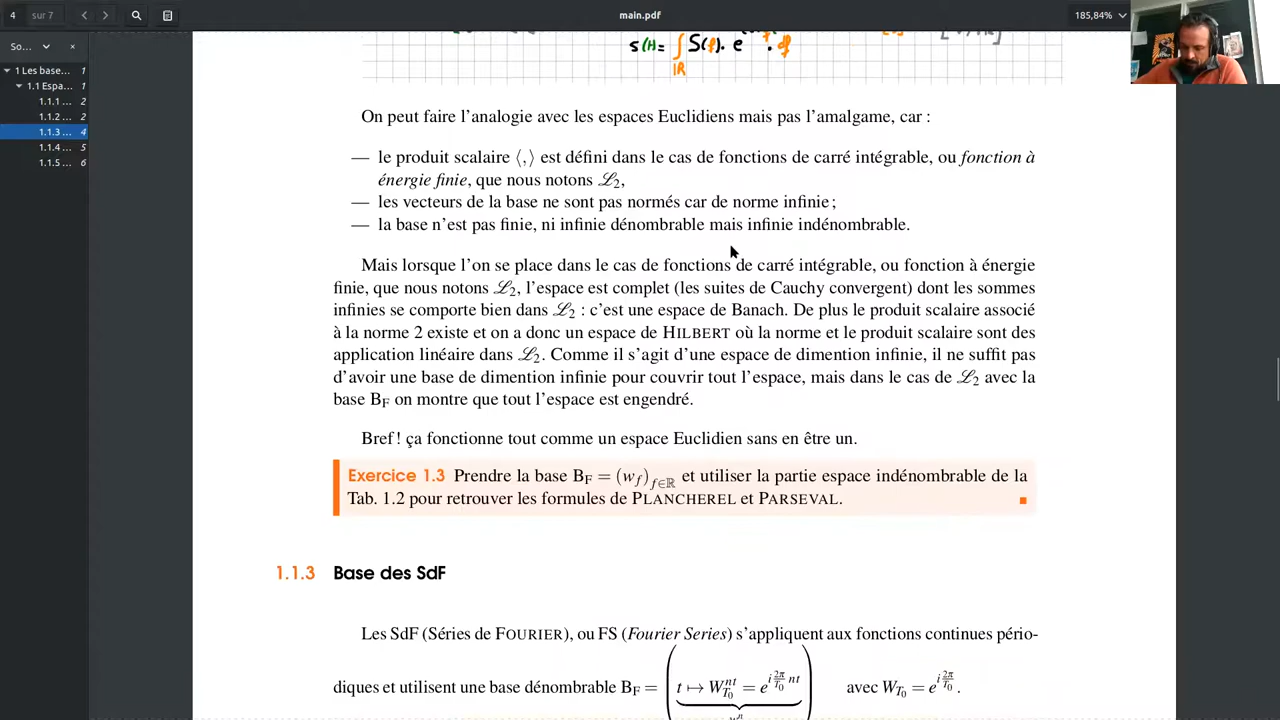 4 sur 7 main.pdf 185,84%
So...
1 Les base... 1
1.1 Espa... 1
1.1.1 ... 2
1.1.2 ... 2
1.1.3 ... 4
1.1.4 ... 5
1.1.5 ... 6
On peut faire l'analogie avec les espaces Euclidiens mais pas l'amalgame, car :
— le produit scalaire ⟨,⟩ est défini dans le cas de fonctions de carré intégrable, ou fonction à
énergie finie, que nous notons ℒ₂,
— les vecteurs de la base ne sont pas normés car de norme infinie ;
— la base n'est pas finie, ni infinie dénombrable mais infinie indénombrable.
Mais lorsque l'on se place dans le cas de fonctions de carré intégrable, ou fonction à énergie
finie, que nous notons ℒ₂, l'espace est complet (les suites de Cauchy convergent) dont les sommes
infinies se comporte bien dans ℒ₂ : c'est une espace de Banach. De plus le produit scalaire associé
à la norme 2 existe et on a donc un espace de HILBERT où la norme et le produit scalaire sont des
application linéaire dans ℒ₂. Comme il s'agit d'une espace de dimention infinie, il ne suffit pas
d'avoir une base de dimention infinie pour couvrir tout l'espace, mais dans le cas de ℒ₂ avec la
base B_F on montre que tout l'espace est engendré.
Bref ! ça fonctionne tout comme un espace Euclidien sans en être un.
Exercice 1.3 Prendre la base B_F = (w_f)_{f∈ℝ} et utiliser la partie espace indénombrable de la
Tab. 1.2 pour retrouver les formules de PLANCHEREL et PARSEVAL.
1.1.3 Base des SdF
Les SdF (Séries de FOURIER), ou FS (Fourier Series) s'appliquent aux fonctions continues pério-
diques et utilisent une base dénombrable B_F = ( t ↦ W_{T_0}^{nt} = e^{i \frac{2π}{T_0} nt} ) avec W_{T_0} = e^{i \frac{2π}{T_0}}.